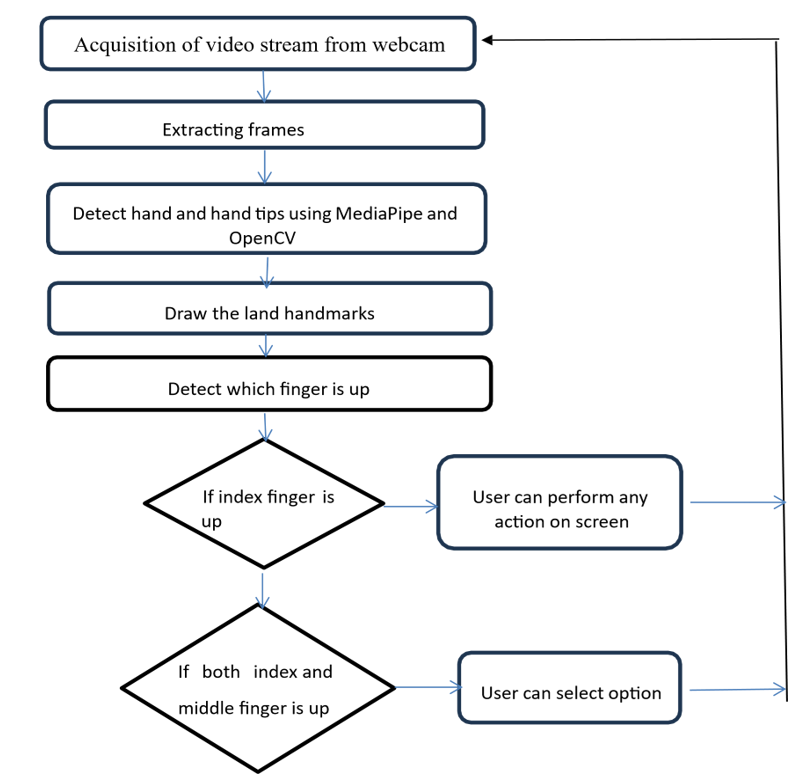 Acquisition of video stream from webcam
Extracting frames
Detect hand and hand tips using MediaPipe and
OpenCV
Draw the land handmarks
Detect which finger is up
If index finger is
up
User can perform any
action on screen
If both index and
middle finger is up
User can select option